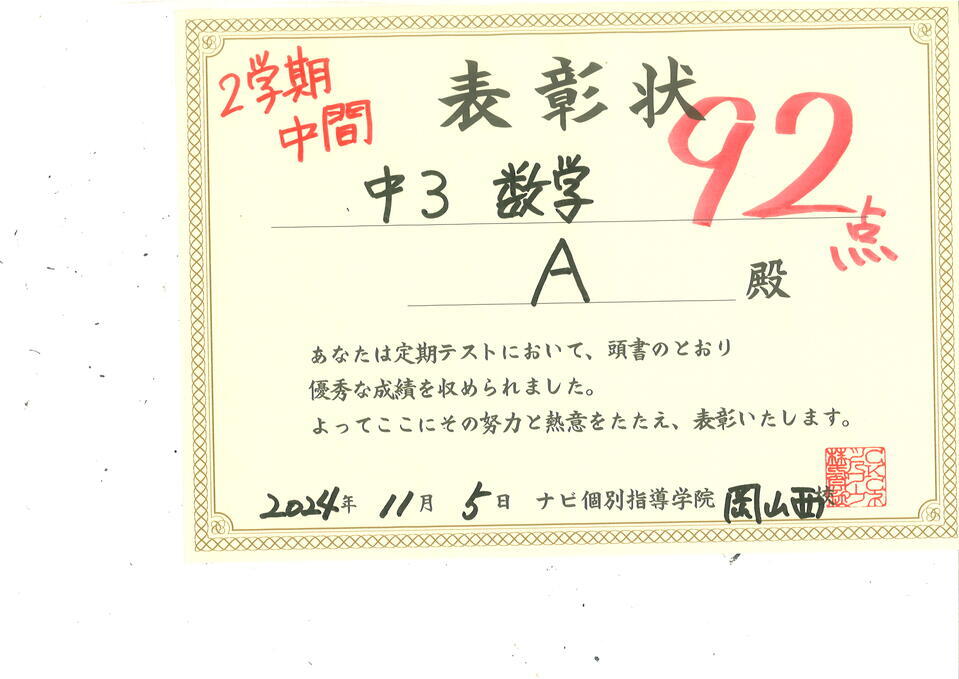 2学期
中間
表彰状
92点
中3 数学
A 殿
あなたは定期テストにおいて、頭書のとおり
優秀な成績を収められました。
よってここにその努力と熱意をたたえ、表彰いたします。
2024年 11月 5日 ナビ個別指導学院 岡山西校